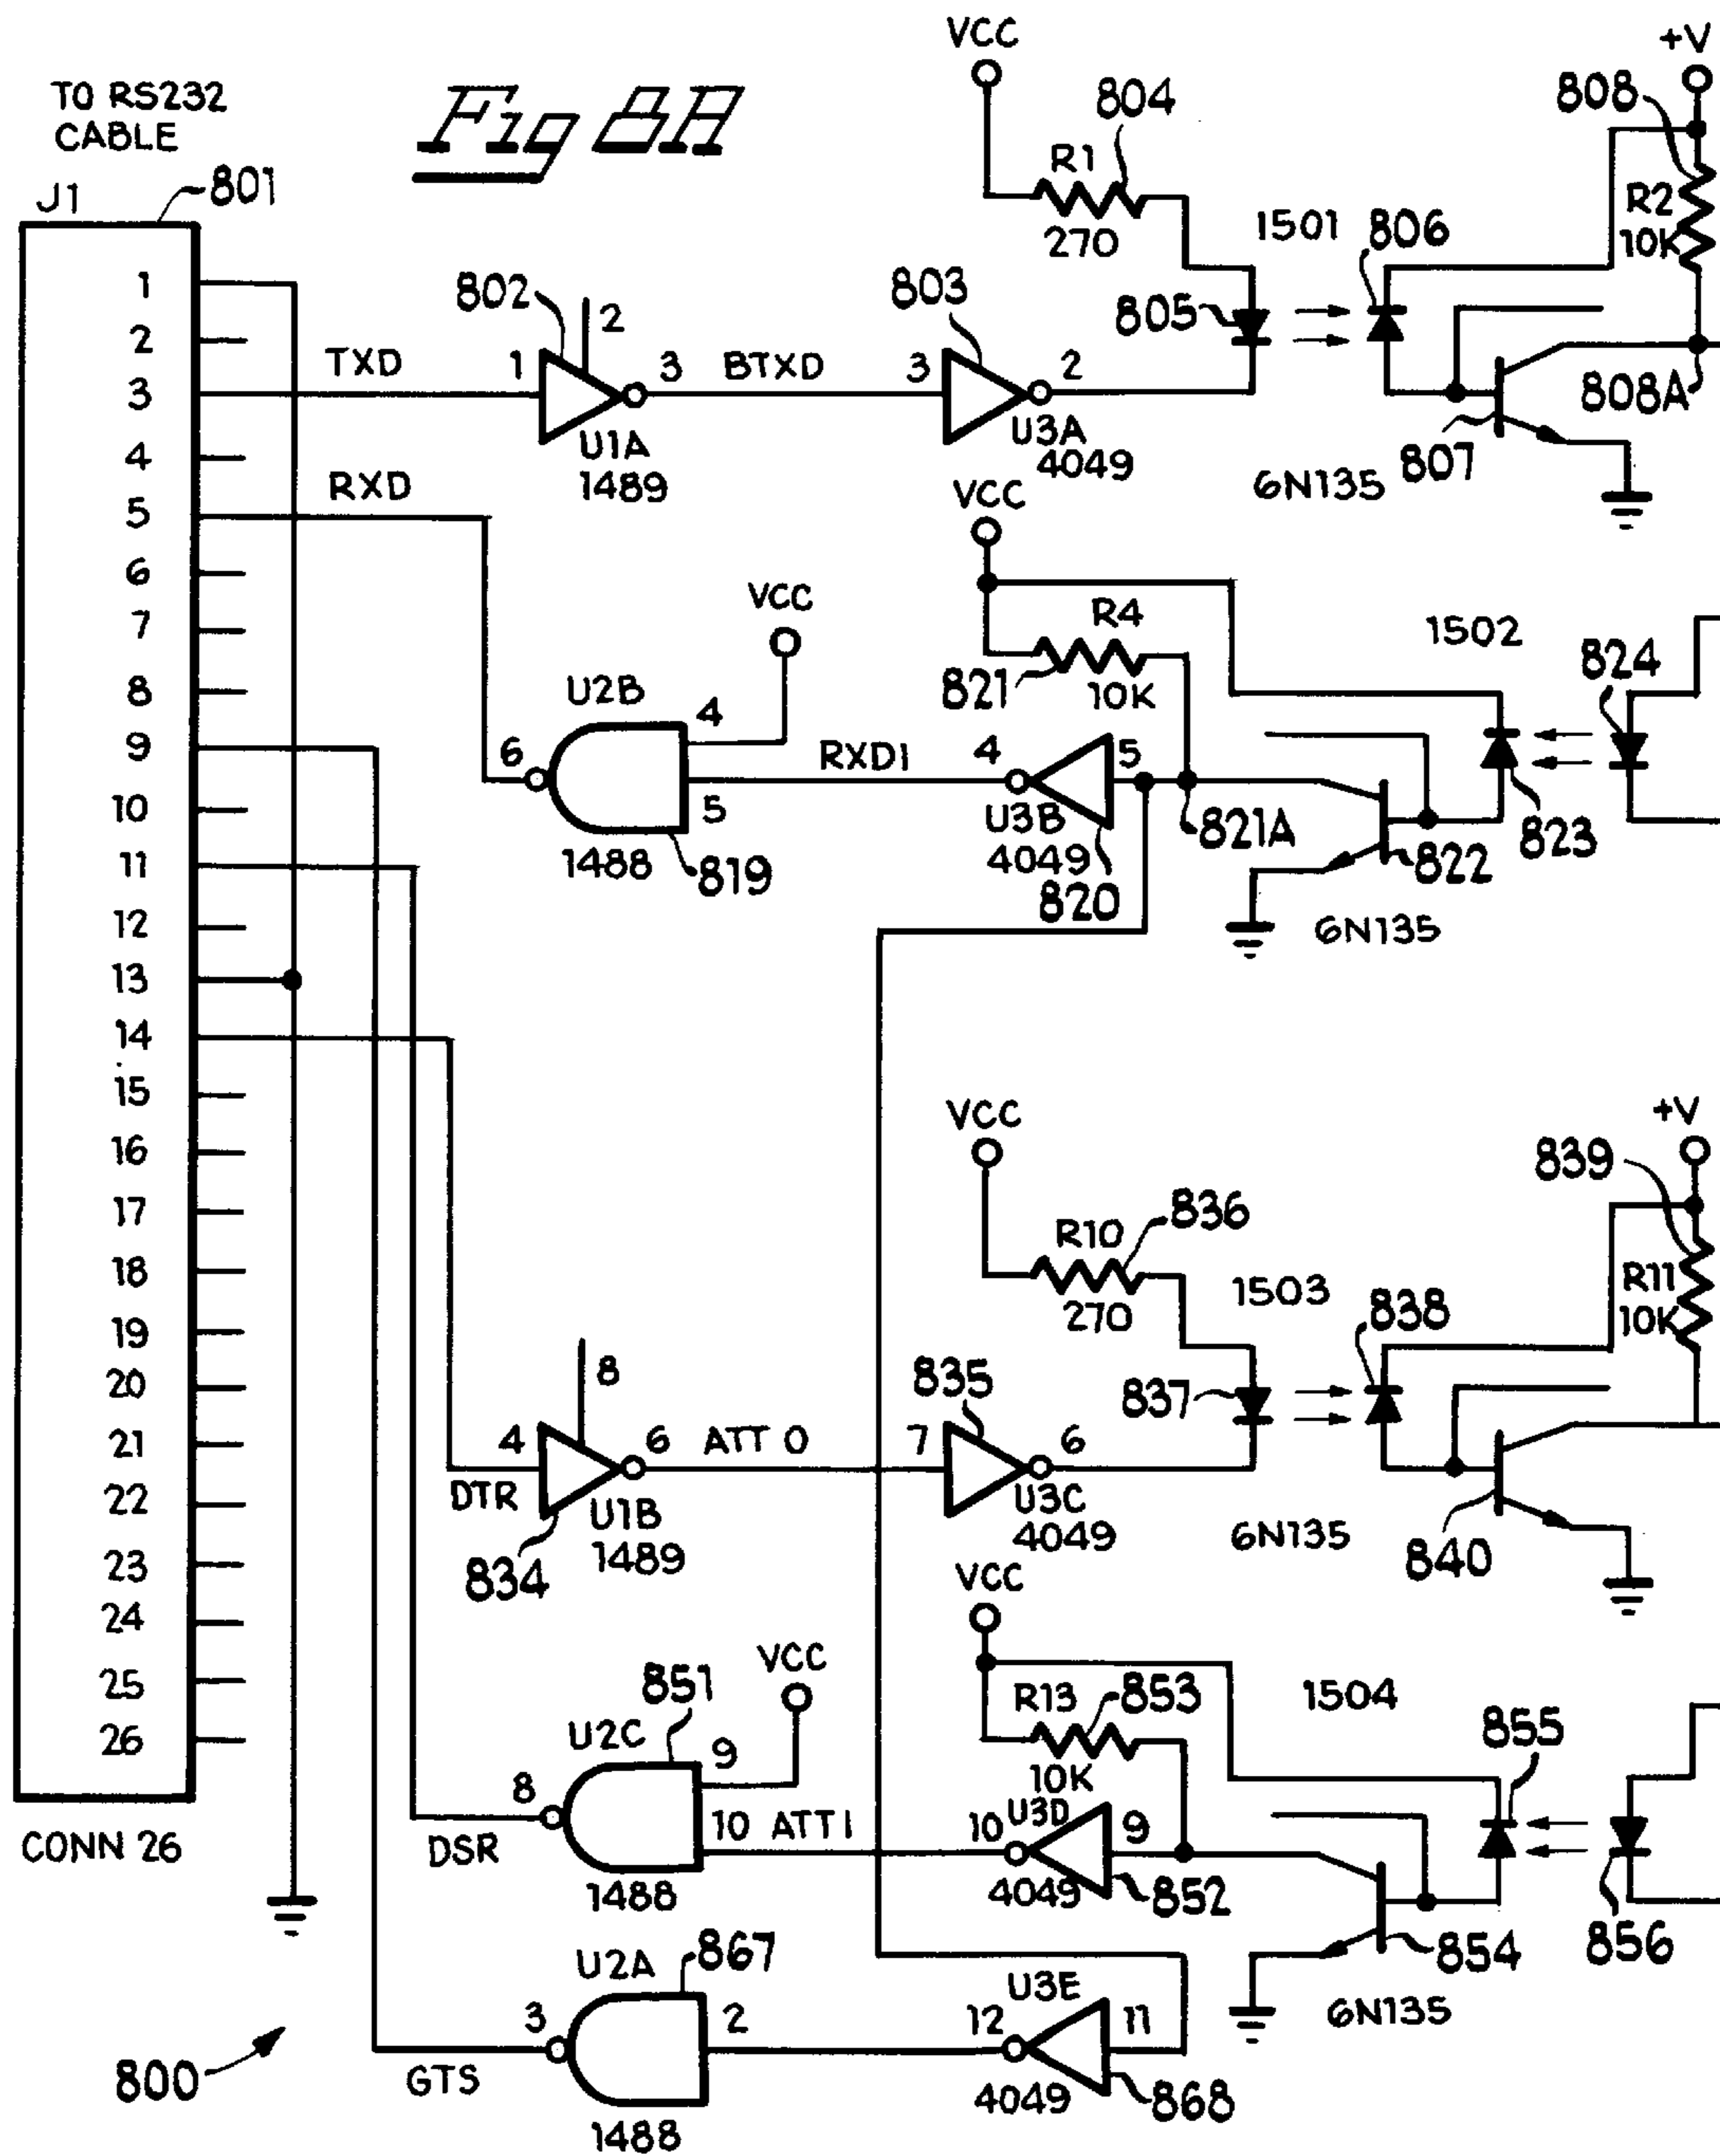 TO RS232
CABLE
Fig 8A
J1
801
1
2
3
4
5
6
7
8
9
10
11
12
13
14
15
16
17
18
19
20
21
22
23
24
25
26
CONN 26
800
TXD
802
1
2
3
U1A
1489
BTXD
803
3
2
U3A
4049
VCC
804
R1
270
1501
805
806
+V
808
R2
10K
808A
807
6N135
RXD
VCC
U2B
6
4
5
1488
819
RXD1
VCC
R4
821
10K
4
5
U3B
4049
820
821A
1502
824
823
822
6N135
VCC
R10
836
270
1503
838
837
+V
839
R11
10K
8
4
6
ATT 0
DTR
U1B
1489
834
835
7
6
U3C
4049
6N135
840
VCC
851
U2C
8
9
10
ATT1
DSR
1488
VCC
R13
853
10K
U3D
10
9
4049
852
1504
855
856
854
6N135
U2A
867
3
2
GTS
1488
U3E
12
11
4049
868